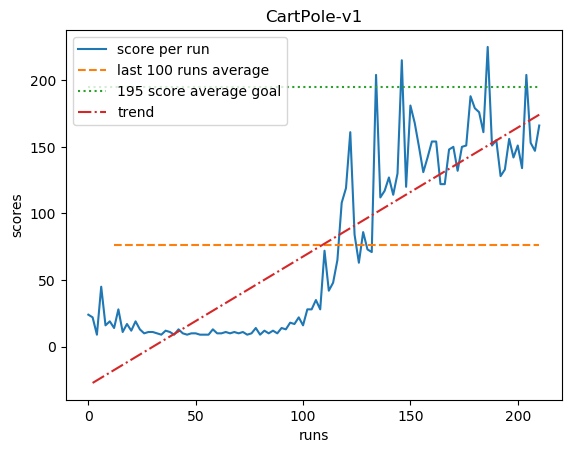 CartPole-v1
score per run
last 100 runs average
195 score average goal
trend
scores
200
150
100
50
0
0
50
100
150
200
runs